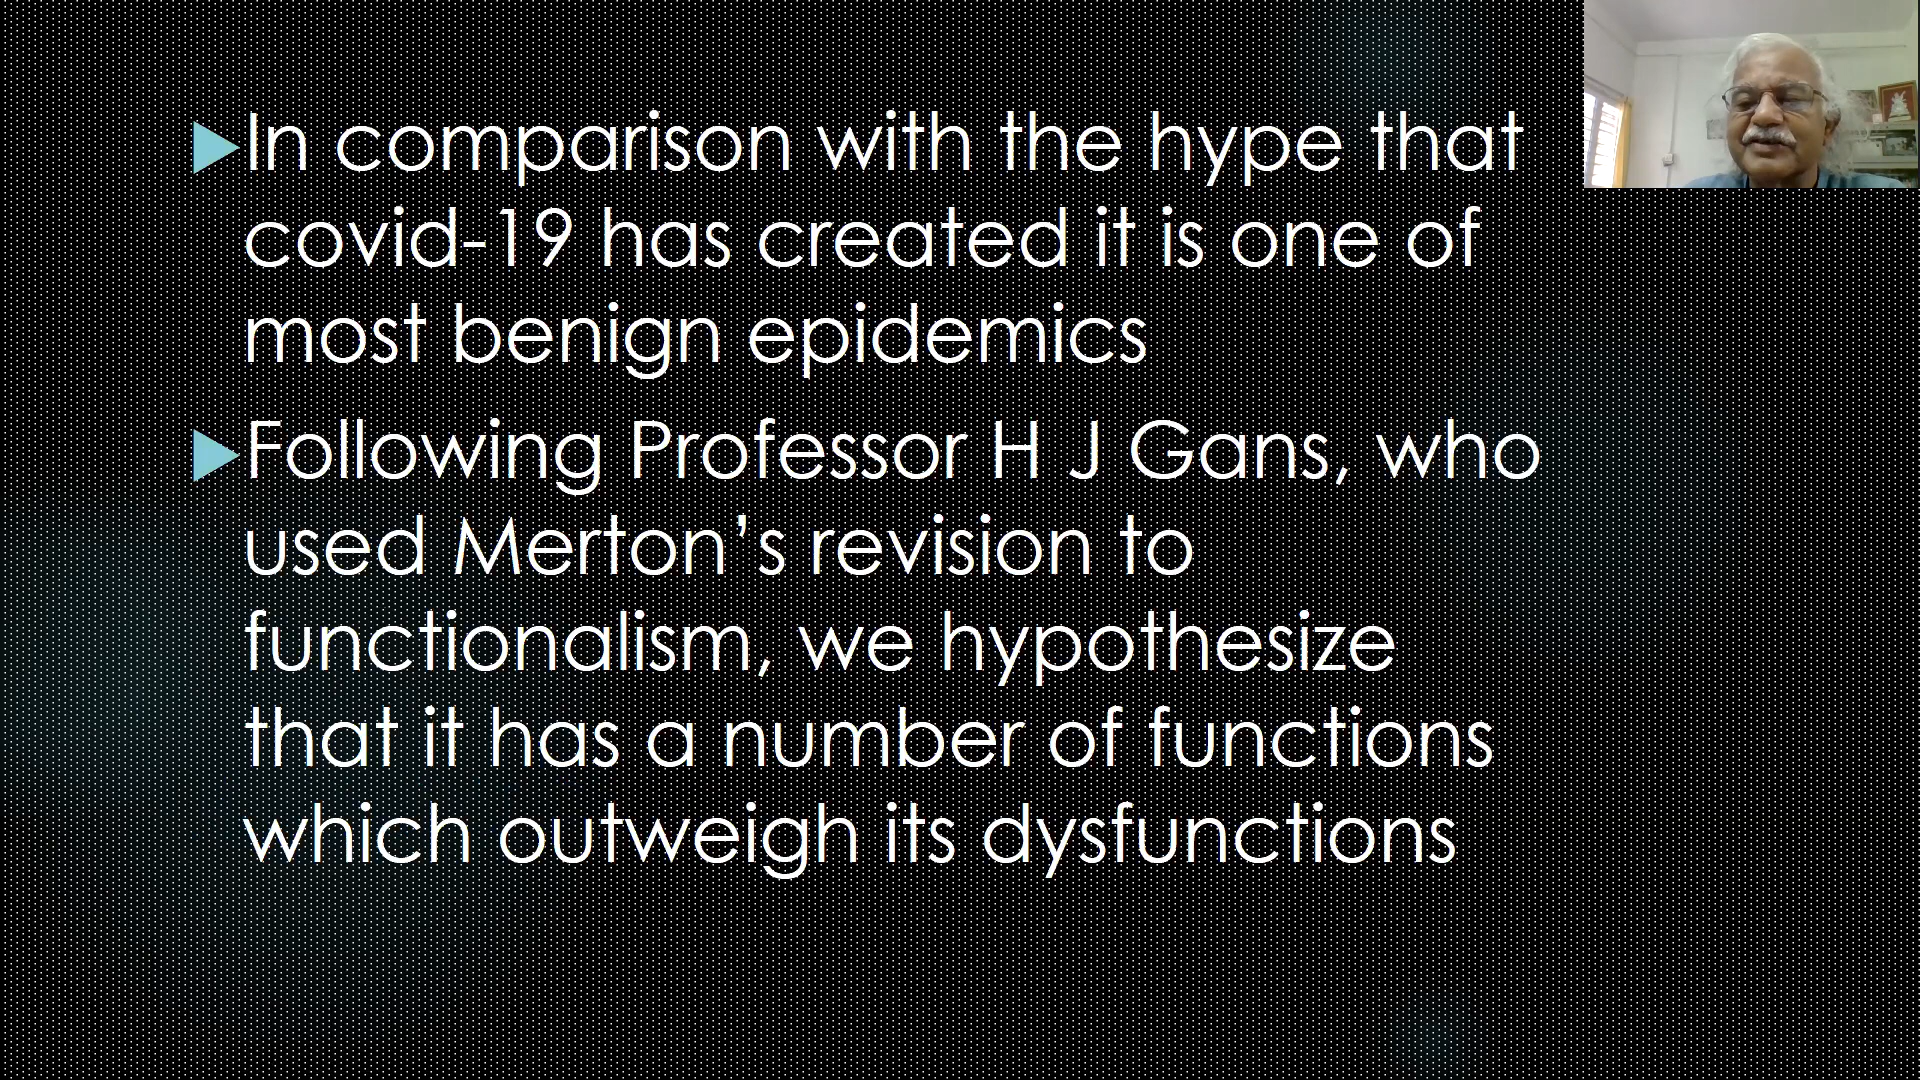 In comparison with the hype that
covid-19 has created it is one of
most benign epidemics
Following Professor H J Gans, who
used Merton’s revision to
functionalism, we hypothesize
that it has a number of functions
which outweigh its dysfunctions